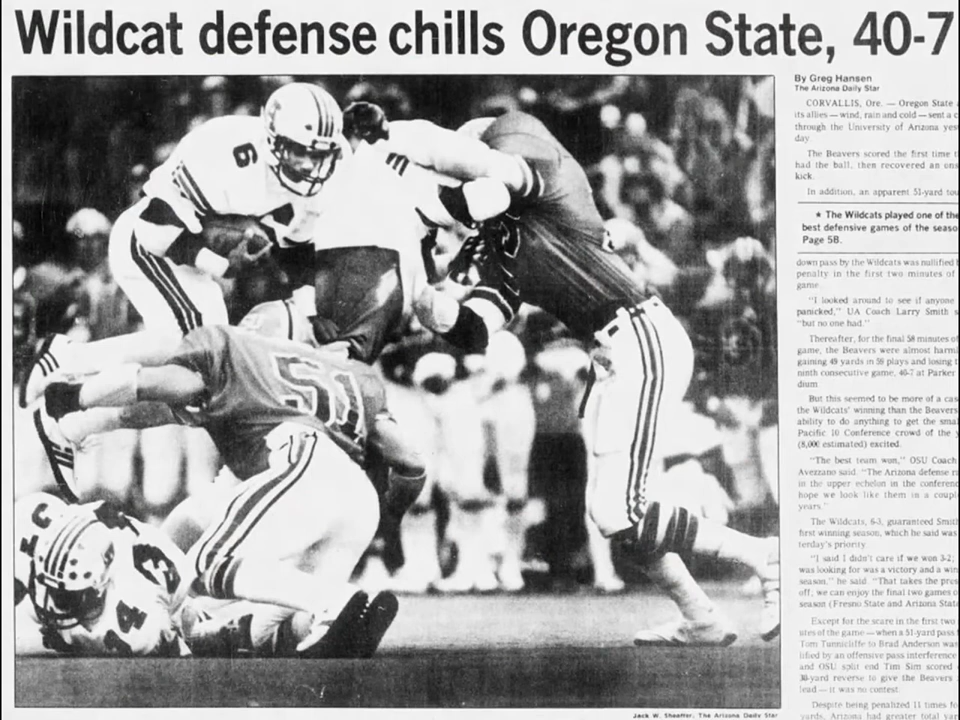 Wildcat defense chills Oregon State, 40-7
6
3
51
34
By Greg Hansen
The Arizona Daily Star
CORVALLIS, Ore. — Oregon State
its allies — wind, rain and cold — sent a c
through the University of Arizona yes
day.
The Beavers scored the first time t
had the ball, then recovered an ons
kick.
In addition, an apparent 51-yard tou
★ The Wildcats played one of the
best defensive games of the seaso
Page 5B.
down pass by the Wildcats was nullified b
penalty in the first two minutes of
game.
"I looked around to see if anyone
panicked," UA Coach Larry Smith s
"but no one had."
Thereafter, for the final 58 minutes of
game, the Beavers were almost harml
gaining 49 yards in 59 plays and losing t
ninth consecutive game, 40-7 at Parker
dium
But this seemed to be more of a cas
the Wildcats' winning than the Beavers
ability to do anything to get the smal
Pacific 10 Conference crowd of the y
(8,000 estimated) excited.
"The best team won," OSU Coach
Avezzano said. "The Arizona defense r
in the upper echelon in the conferenc
hope we look like them in a coupl
years."
The Wildcats, 6-3, guaranteed Smith
first winning season, which he said was
terday's priority.
"I said I didn't care if we won 3-2;
was looking for was a victory and a win
season," he said. "That takes the pres
off; we can enjoy the final two games o
season (Fresno State and Arizona State
Except for the scare in the first two
utes of the game — when a 51-yard pass
Tom Tunnicliffe to Brad Anderson was
lified by an offensive pass interference
and OSU split end Tim Sim scored
30-yard reverse to give the Beavers
lead — it was no contest.
Despite being penalized 11 times fo
yards, Arizona had greater total yar
Jack W. Sheaffer, The Arizona Daily Star